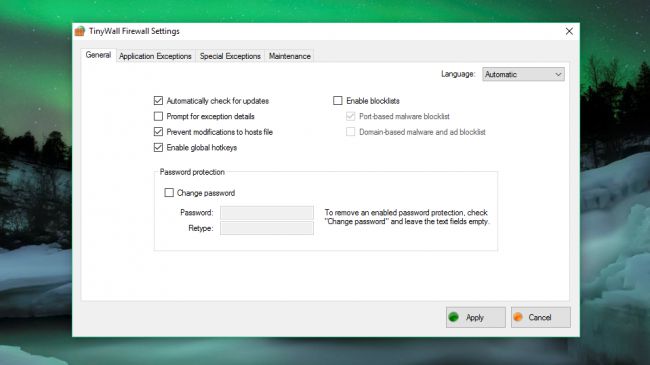 TinyWall Firewall Settings
General
Application Exceptions
Special Exceptions
Maintenance
Language:
Automatic
Automatically check for updates
Prompt for exception details
Prevent modifications to hosts file
Enable global hotkeys
Enable blocklists
Port-based malware blocklist
Domain-based malware and ad blocklist
Password protection
Change password
Password:
Retype:
To remove an enabled password protection, check
"Change password" and leave the text fields empty.
Apply
Cancel